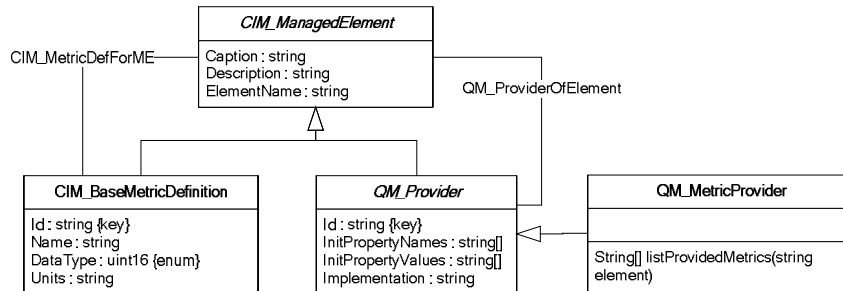 CIM_ManagedElement
Caption : string
Description : string
ElementName : string
CIM_MetricDefForME
QM_ProviderOfElement
CIM_BaseMetricDefinition
Id : string {key}
Name : string
DataType : uint16 {enum}
Units : string
QM_Provider
Id : string {key}
InitPropertyNames : string[]
InitPropertyValues : string[]
Implementation : string
QM_MetricProvider
String[] listProvidedMetrics(string
element)